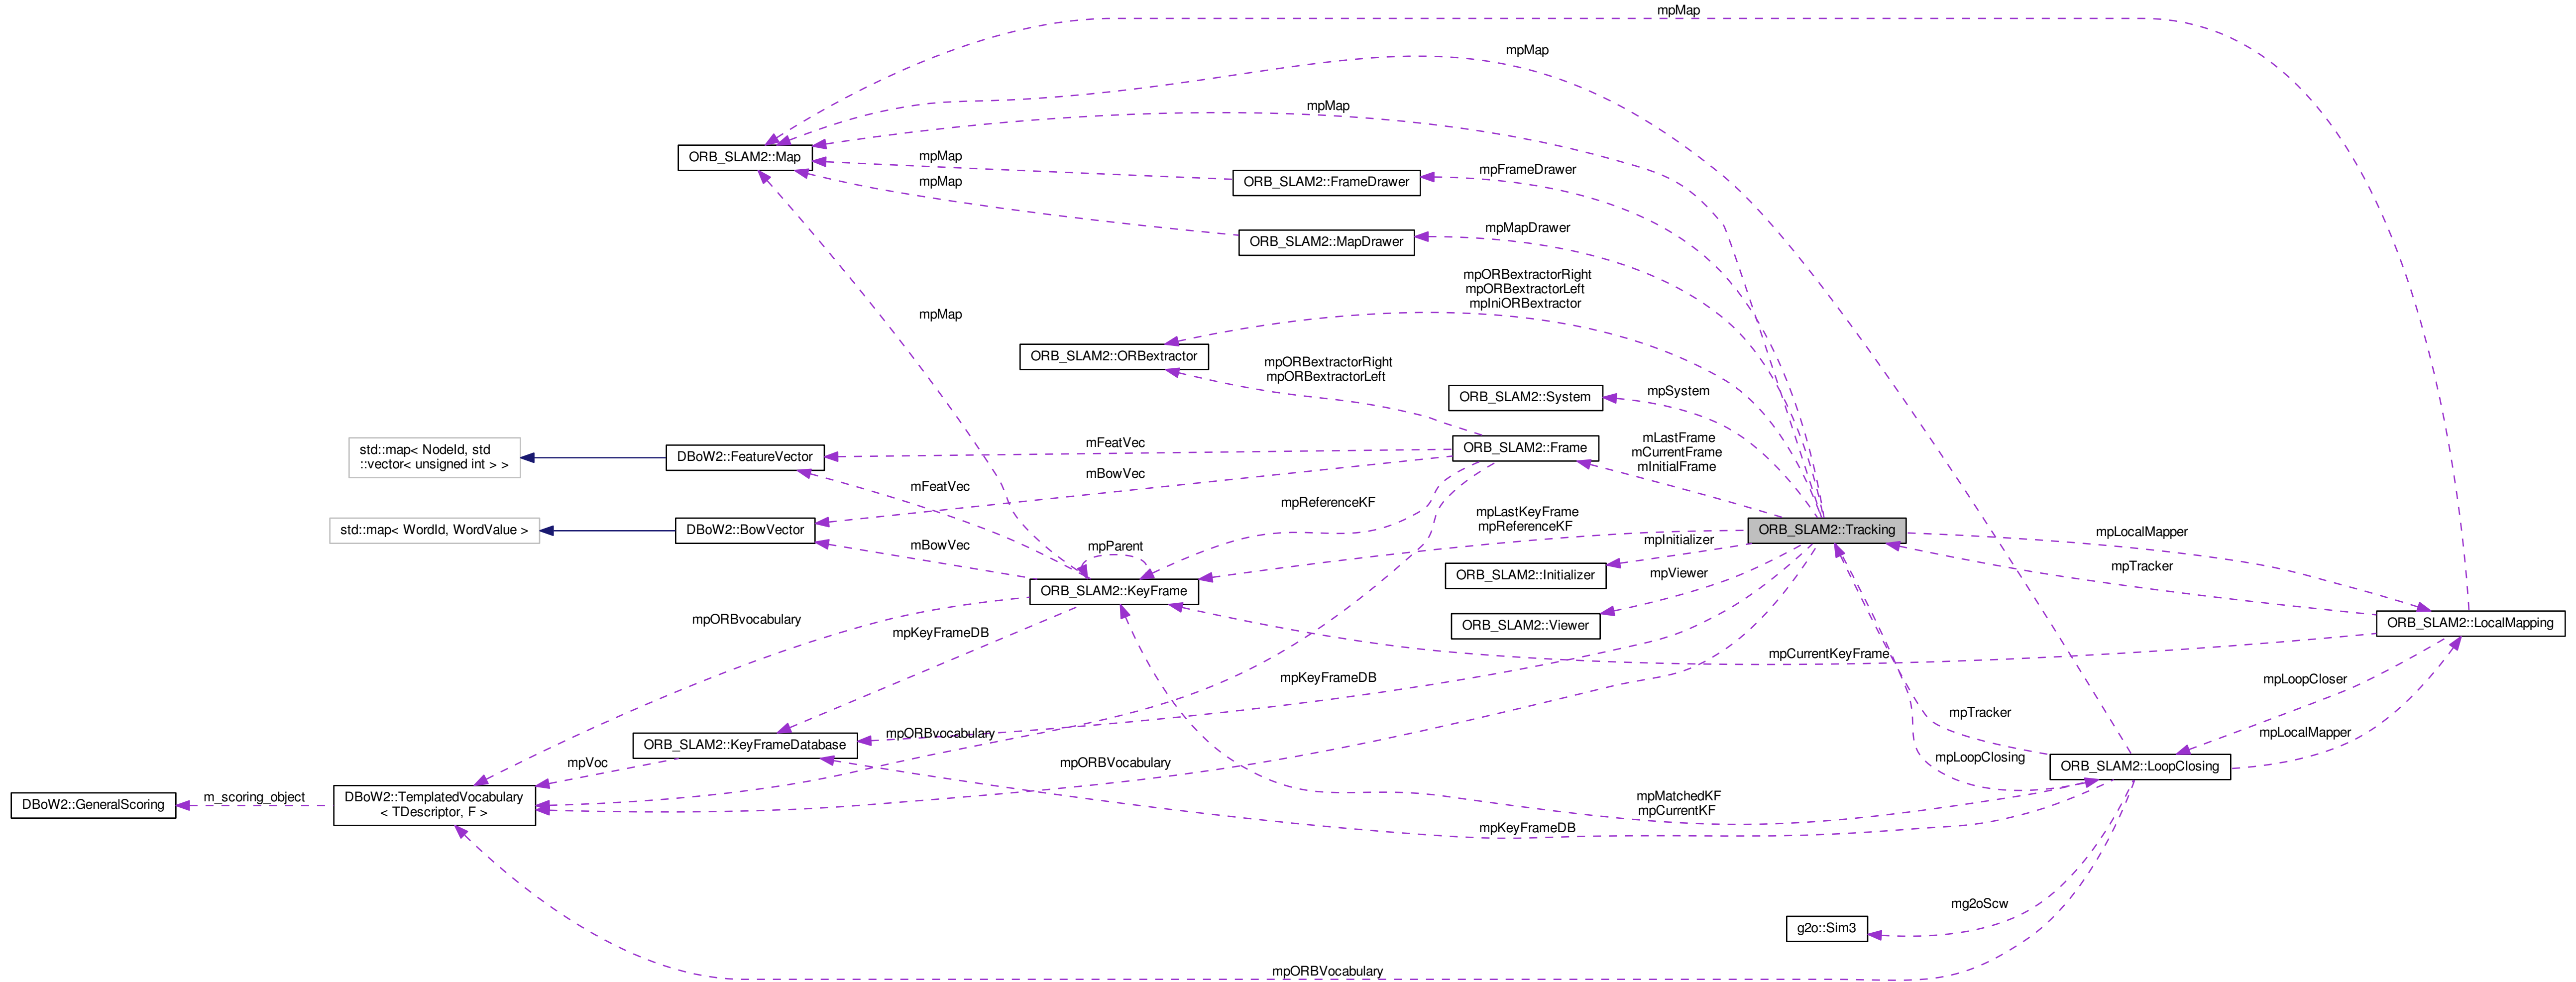 mpMap
mpMap
mpMap
ORB_SLAM2::Map
mpMap
mpFrameDrawer
ORB_SLAM2::FrameDrawer
mpMap
mpMapDrawer
ORB_SLAM2::MapDrawer
mpORBextractorRight
mpORBextractorLeft
mpIniORBextractor
mpMap
ORB_SLAM2::ORBextractor
mpORBextractorRight
mpORBextractorLeft
mpSystem
ORB_SLAM2::System
mFeatVec
mLastFrame
mCurrentFrame
mInitialFrame
ORB_SLAM2::Frame
std::map< NodeId, std
::vector< unsigned int > >
DBoW2::FeatureVector
mBowVec
mFeatVec
mpReferenceKF
mpLastKeyFrame
mpReferenceKF
std::map< WordId, WordValue >
DBoW2::BowVector
ORB_SLAM2::Tracking
mpLocalMapper
mBowVec
mpParent
mpInitializer
mpTracker
ORB_SLAM2::Initializer
mpViewer
ORB_SLAM2::KeyFrame
mpORBvocabulary
ORB_SLAM2::Viewer
ORB_SLAM2::LocalMapping
mpKeyFrameDB
mpCurrentKeyFrame
mpKeyFrameDB
mpLoopCloser
mpTracker
mpORBvocabulary
mpLocalMapper
ORB_SLAM2::KeyFrameDatabase
mpVoc
mpORBVocabulary
mpLoopClosing
ORB_SLAM2::LoopClosing
m_scoring_object
DBoW2::GeneralScoring
DBoW2::TemplatedVocabulary
< TDescriptor, F >
mpMatchedKF
mpCurrentKF
mpKeyFrameDB
mg2oScw
g2o::Sim3
mpORBVocabulary